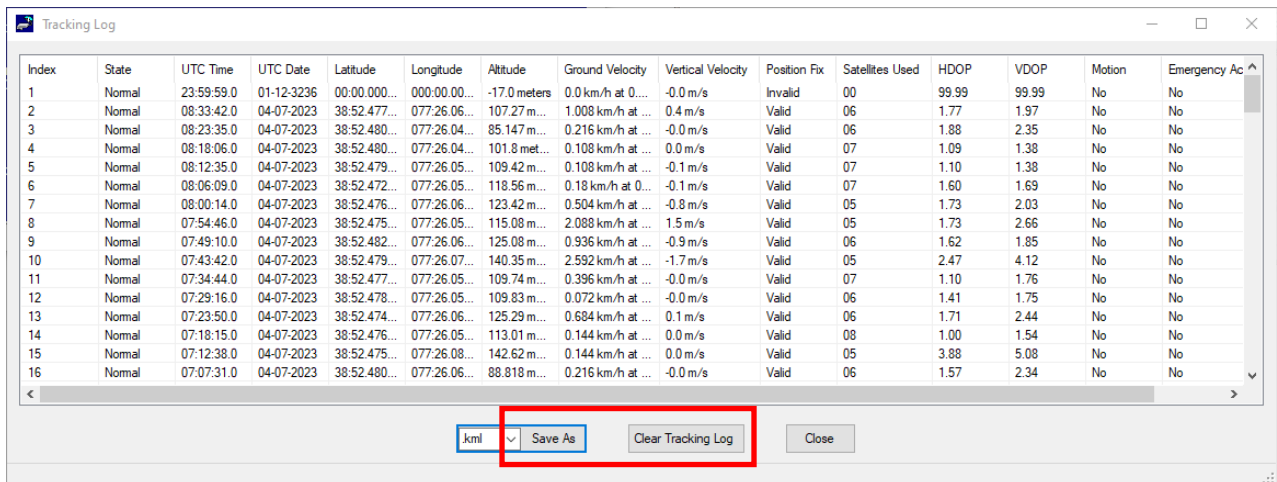 Tracking Log
Index State UTC Time UTC Date Latitude Longitude Altitude Ground Velocity Vertical Velocity Position Fix Satellites Used HDOP VDOP Motion Emergency Ac
1 Normal 23:59:59.0 01-12-3236 00:00.000... 000:00.00... -17.0 meters 0.0 km/h at 0.... -0.0 m/s Invalid 00 99.99 99.99 No No
2 Normal 08:33:42.0 04-07-2023 38:52.477... 077:26.06... 107.27 m... 1.008 km/h at ... 0.4 m/s Valid 06 1.77 1.97 No No
3 Normal 08:23:35.0 04-07-2023 38:52.480... 077:26.04... 85.147 m... 0.216 km/h at ... -0.0 m/s Valid 06 1.88 2.35 No No
4 Normal 08:18:06.0 04-07-2023 38:52.480... 077:26.04... 101.8 met... 0.108 km/h at ... 0.0 m/s Valid 07 1.09 1.38 No No
5 Normal 08:12:35.0 04-07-2023 38:52.479... 077:26.05... 109.42 m... 0.108 km/h at ... -0.1 m/s Valid 07 1.10 1.38 No No
6 Normal 08:06:09.0 04-07-2023 38:52.472... 077:26.05... 118.56 m... 0.18 km/h at 0... -0.1 m/s Valid 07 1.60 1.69 No No
7 Normal 08:00:14.0 04-07-2023 38:52.476... 077:26.06... 123.42 m... 0.504 km/h at ... -0.8 m/s Valid 05 1.73 2.03 No No
8 Normal 07:54:46.0 04-07-2023 38:52.475... 077:26.05... 115.08 m... 2.088 km/h at ... 1.5 m/s Valid 05 1.73 2.66 No No
9 Normal 07:49:10.0 04-07-2023 38:52.482... 077:26.06... 125.08 m... 0.936 km/h at ... -0.9 m/s Valid 06 1.62 1.85 No No
10 Normal 07:43:42.0 04-07-2023 38:52.479... 077:26.07... 140.35 m... 2.592 km/h at ... -1.7 m/s Valid 05 2.47 4.12 No No
11 Normal 07:34:44.0 04-07-2023 38:52.477... 077:26.05... 109.74 m... 0.396 km/h at ... -0.0 m/s Valid 07 1.10 1.76 No No
12 Normal 07:29:16.0 04-07-2023 38:52.478... 077:26.05... 109.83 m... 0.072 km/h at ... -0.0 m/s Valid 06 1.41 1.75 No No
13 Normal 07:23:50.0 04-07-2023 38:52.474... 077:26.06... 125.29 m... 0.684 km/h at ... 0.1 m/s Valid 06 1.71 2.44 No No
14 Normal 07:18:15.0 04-07-2023 38:52.476... 077:26.05... 113.01 m... 0.144 km/h at ... 0.0 m/s Valid 08 1.00 1.54 No No
15 Normal 07:12:38.0 04-07-2023 38:52.475... 077:26.08... 142.62 m... 0.144 km/h at ... 0.0 m/s Valid 05 3.88 5.08 No No
16 Normal 07:07:31.0 04-07-2023 38:52.480... 077:26.06... 88.818 m... 0.216 km/h at ... -0.0 m/s Valid 06 1.57 2.34 No No
.kml Save As Clear Tracking Log Close